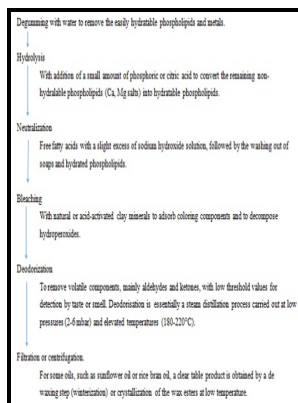 Degumming with water to remove the easily hydratable phospholipids and metals.
Hydrolysis
With addition of a small amount of phosphoric or citric acid to convert the remaining non-
hydralable phospholipids (Ca, Mg salts) into hydratable phospholipids.
Neutralization
Free fatty acids with a slight excess of sodium hydroxide solution, followed by the washing out of
soaps and hydrated phospholipids.
Bleaching
With natural or acid-activated clay minerals to adsorb coloring components and to decompose
hydroperoxides.
Deodorization
To remove volatile components, mainly aldehydes and ketones, with low threshold values for
detection by taste or smell. Deodorisation is essentially a steam distillation process carried out at low
pressures (2-6 mbar) and elevated temperatures (180-220°C).
Filtration or centrifugation.
For some oils, such as sunflower oil or rice bran oil, a clear table product is obtained by a de
waxing step (winterization) or crystallization of the wax esters at low temperature.